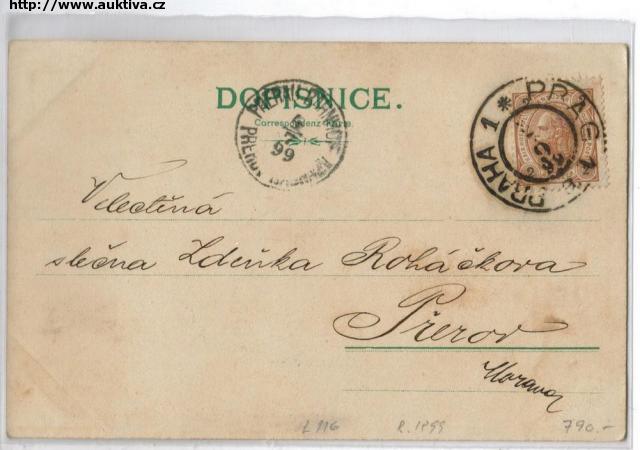 http://www.auktiva.cz
DOPISNICE.
Correspondenz-Karte.
PRAG 1
PRAHA 1
99
Velectěná
slečna Zdeňka Roháčkova
Přerov
Morava
L 116
R. 1899
790.-